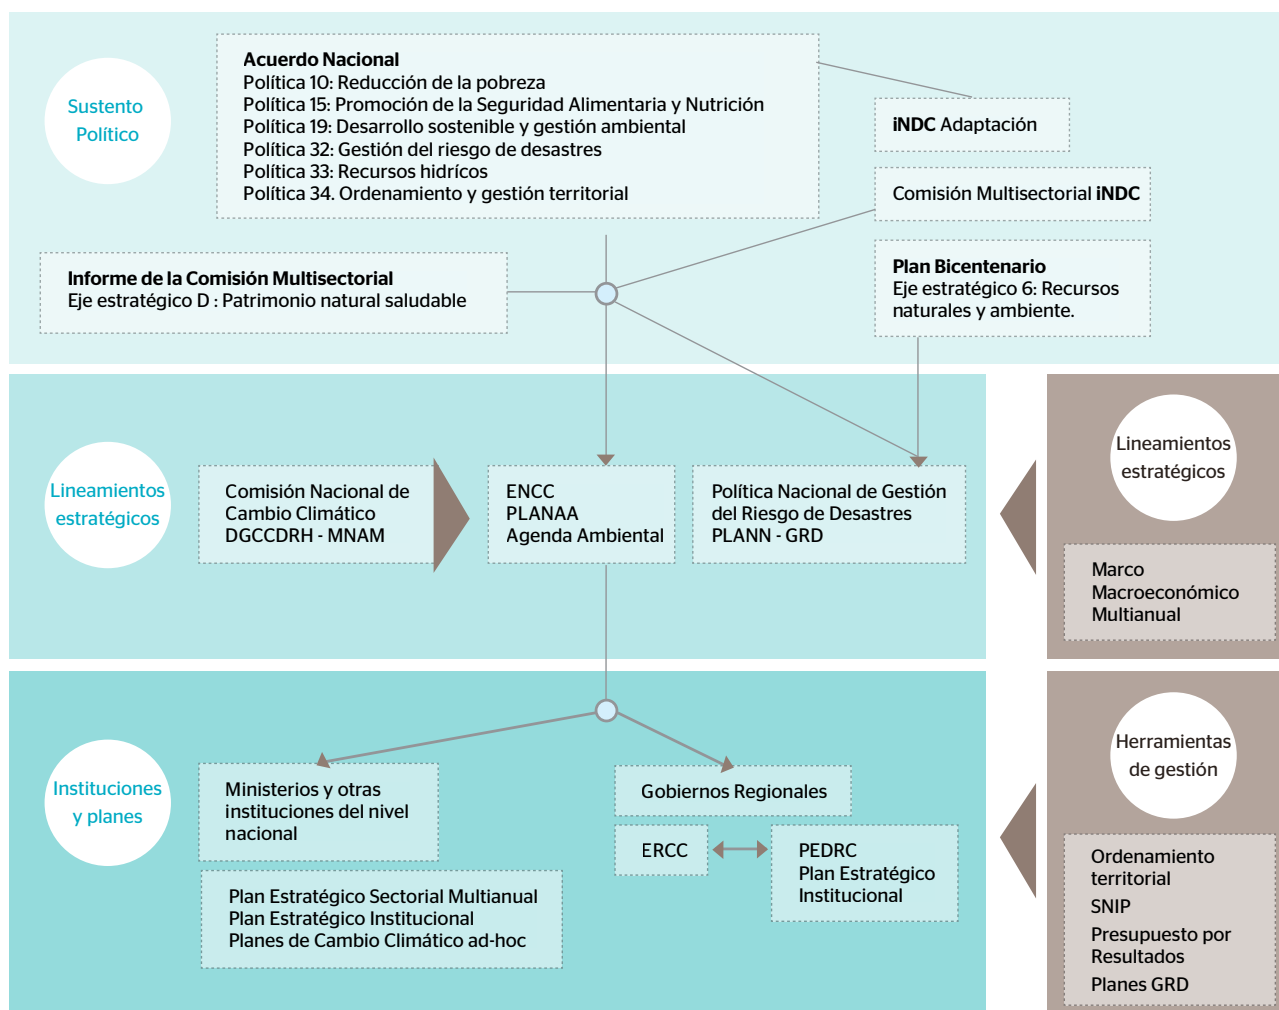 Sustento
Político
Acuerdo Nacional
Política 10: Reducción de la pobreza
Política 15: Promoción de la Seguridad Alimentaria y Nutrición
Política 19: Desarrollo sostenible y gestión ambiental
Política 32: Gestión del riesgo de desastres
Política 33: Recursos hidrícos
Política 34. Ordenamiento y gestión territorial
iNDC Adaptación
Comisión Multisectorial iNDC
Informe de la Comisión Multisectorial
Eje estratégico D : Patrimonio natural saludable
Plan Bicentenario
Eje estratégico 6: Recursos
naturales y ambiente.
Lineamientos
estratégicos
Comisión Nacional de
Cambio Climático
DGCCDRH - MNAM
ENCC
PLANAA
Agenda Ambiental
Política Nacional de Gestión
del Riesgo de Desastres
PLANN - GRD
Lineamientos
estratégicos
Marco
Macroeconómico
Multianual
Instituciones
y planes
Ministerios y otras
instituciones del nivel
nacional
Plan Estratégico Sectorial Multianual
Plan Estratégico Institucional
Planes de Cambio Climático ad-hoc
Gobiernos Regionales
ERCC
PEDRC
Plan Estratégico
Institucional
Herramientas
de gestión
Ordenamiento
territorial
SNIP
Presupuesto por
Resultados
Planes GRD